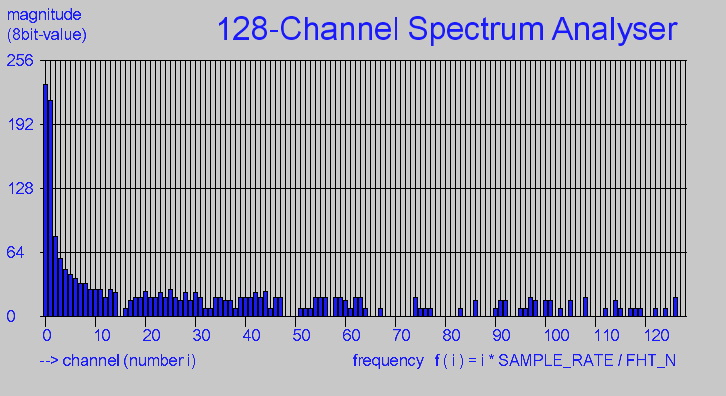 magnitude
(8bit-value)
128-Channel Spectrum Analyser
256
192
128
64
0
0 10 20 30 40 50 60 70 80 90 100 110 120
--> channel (number i) frequency f ( i ) = i * SAMPLE_RATE / FHT_N